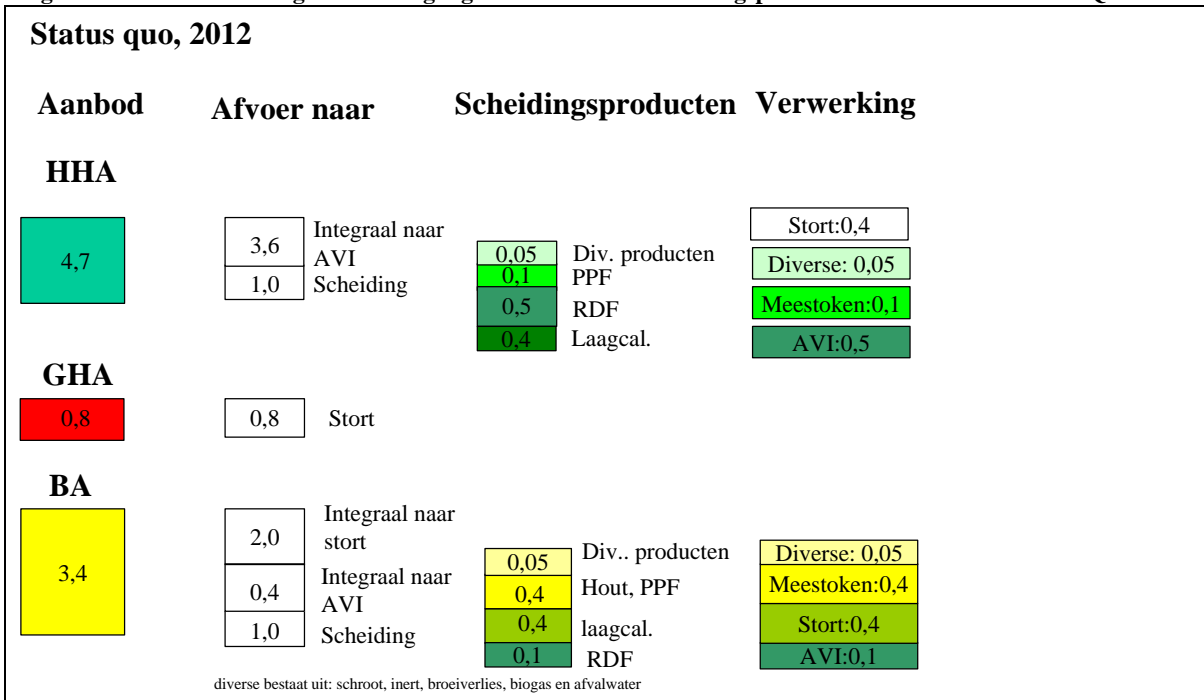 Status quo, 2012
Aanbod Afvoer naar Scheidingsproducten Verwerking
HHA
4,7
3,6
Integraal naar
AVI
1,0
Scheiding
0,05
Div. producten
0,1
PPF
0,5
RDF
0,4
Laagcal.
Stort:0,4
Diverse: 0,05
Meestoken:0,1
AVI:0,5
GHA
0,8
0,8
Stort
BA
3,4
2,0
Integraal naar
stort
0,4
Integraal naar
AVI
1,0
Scheiding
0,05
Div.. producten
0,4
Hout, PPF
0,4
laagcal.
0,1
RDF
Diverse: 0,05
Meestoken:0,4
Stort:0,4
AVI:0,1
diverse bestaat uit: schroot, inert, broeiverlies, biogas en afvalwater